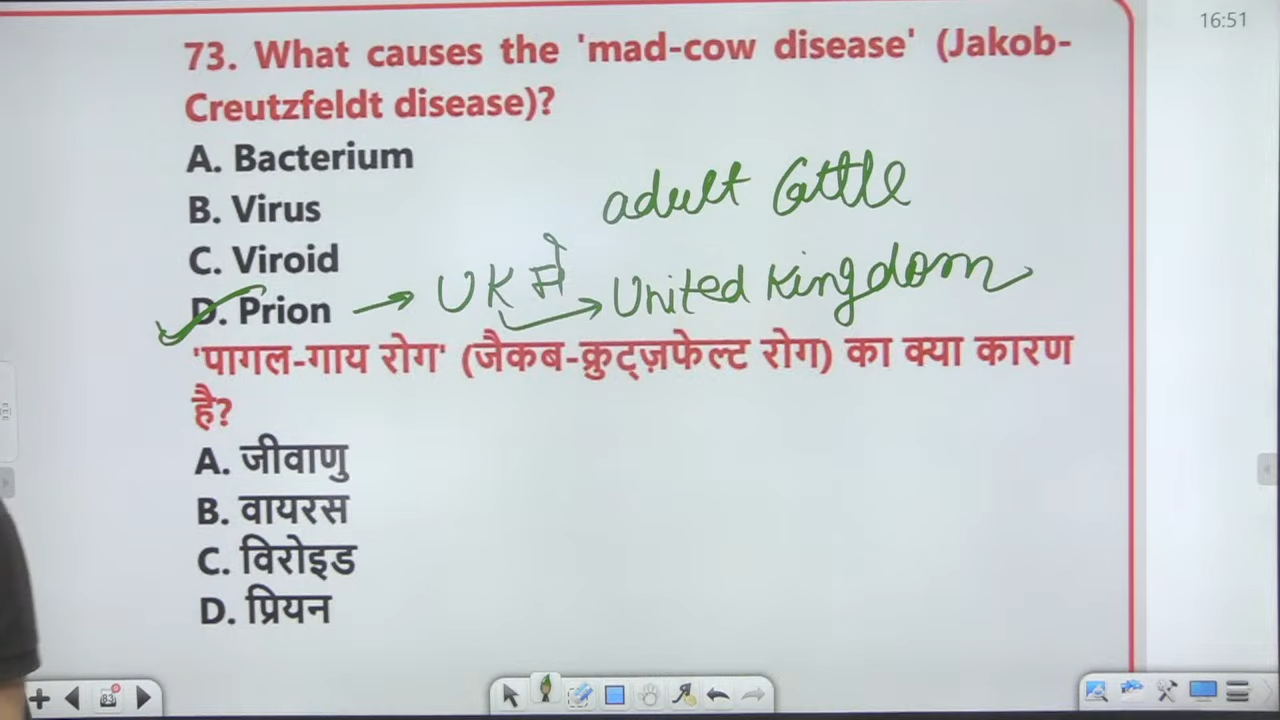 16:51
73. What causes the 'mad-cow disease' (Jakob-
Creutzfeldt disease)?
A. Bacterium
B. Virus
C. Viroid
D. Prion
adult Cattle
UK में
United Kingdom
'पागल-गाय रोग' (जैकब-क्रुट्ज़फेल्ट रोग) का क्या कारण
है?
A. जीवाणु
B. वायरस
C. विरोइड
D. प्रियन
83